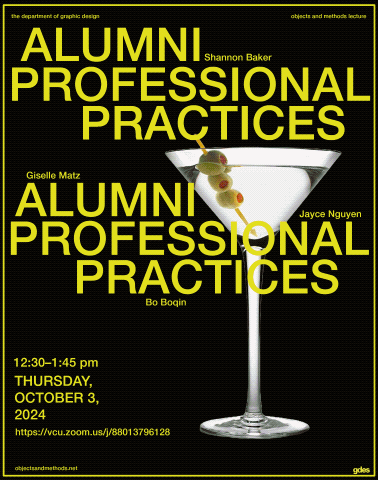 the department of graphic design
objects and methods lecture
ALUMNI
Shannon Baker
PROFESSIONAL
PRACTICES
Giselle Matz
ALUMNI
Jayce Nguyen
PROFESSIONAL
PRACTICES
Bo Boqin
12:30–1:45 pm
THURSDAY,
OCTOBER 3,
2024
https://vcu.zoom.us/j/88013796128
objectsandmethods.net
gdes